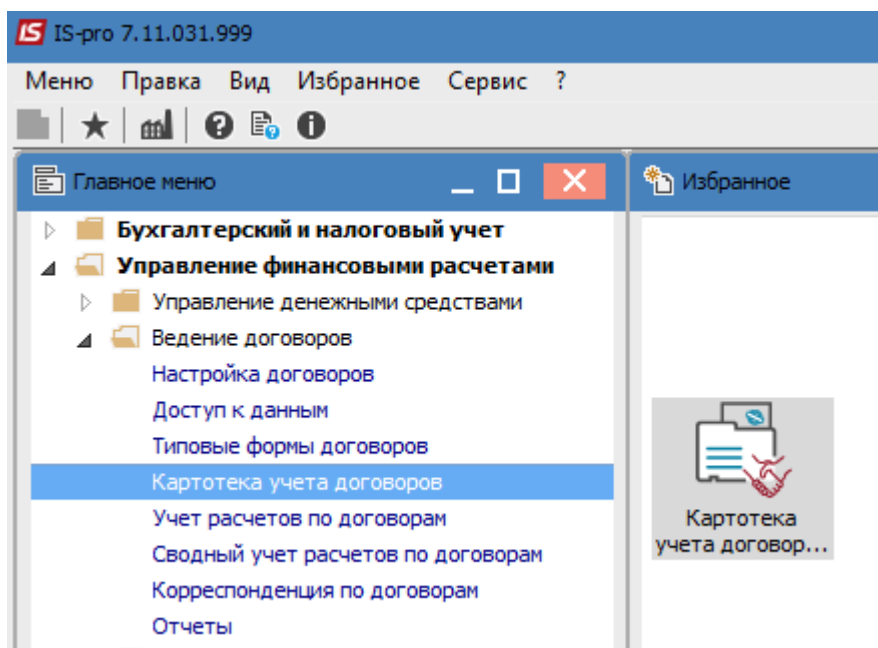 IS IS-pro 7.11.031.999
Меню Правка Вид Избранное Сервис ?
Главное меню
Избранное
Бухгалтерский и налоговый учет
Управление финансовыми расчетами
Управление денежными средствами
Ведение договоров
Настройка договоров
Доступ к данным
Типовые формы договоров
Картотека учета договоров
Учет расчетов по договорам
Сводный учет расчетов по договорам
Корреспонденция по договорам
Отчеты
Картотека
учета договор...